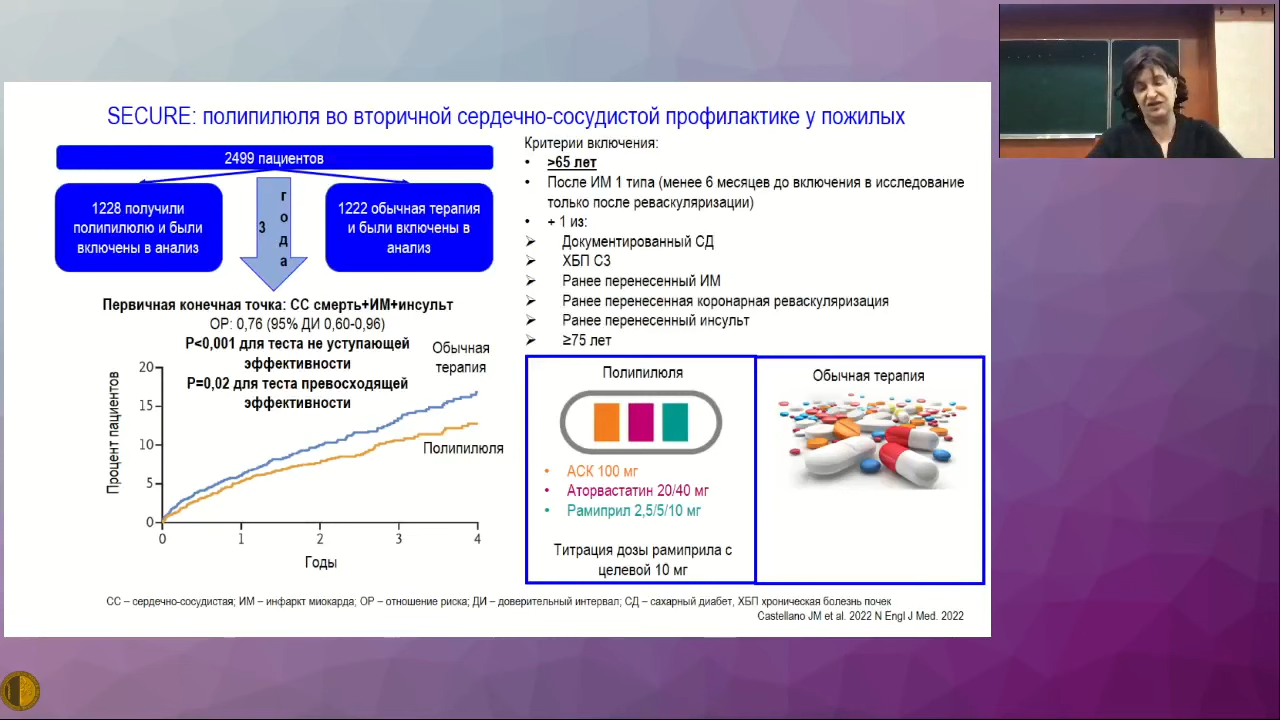 SECURE: полипилюля во вторичной сердечно-сосудистой профилактике у пожилых
2499 пациентов
1228 получили
полипилюлю и были
включены в анализ
3 года
1222 обычная терапия
и были включены в
анализ
Первичная конечная точка: СС смерть+ИМ+инсульт
ОР: 0,76 (95% ДИ 0,60-0,96)
P<0,001 для теста не уступающей
эффективности
P=0,02 для теста превосходящей
эффективности
Обычная
терапия
Полипилюля
Процент пациентов
20
15
10
5
0
0 1 2 3 4
Годы
Критерии включения:
• >65 лет
• После ИМ 1 типа (менее 6 месяцев до включения в исследование
только после реваскуляризации)
• + 1 из:
➢ Документированный СД
➢ ХБП С3
➢ Ранее перенесенный ИМ
➢ Ранее перенесенная коронарная реваскуляризация
➢ Ранее перенесенный инсульт
➢ ≥75 лет
Полипилюля
• АСК 100 мг
• Аторвастатин 20/40 мг
• Рамиприл 2,5/5/10 мг
Титрация дозы рамиприла с
целевой 10 мг
Обычная терапия
СС – сердечно-сосудистая; ИМ – инфаркт миокарда; ОР – отношение риска; ДИ – доверительный интервал; СД – сахарный диабет, ХБП хроническая болезнь почек
Castellano JM et al. 2022 N Engl J Med. 2022